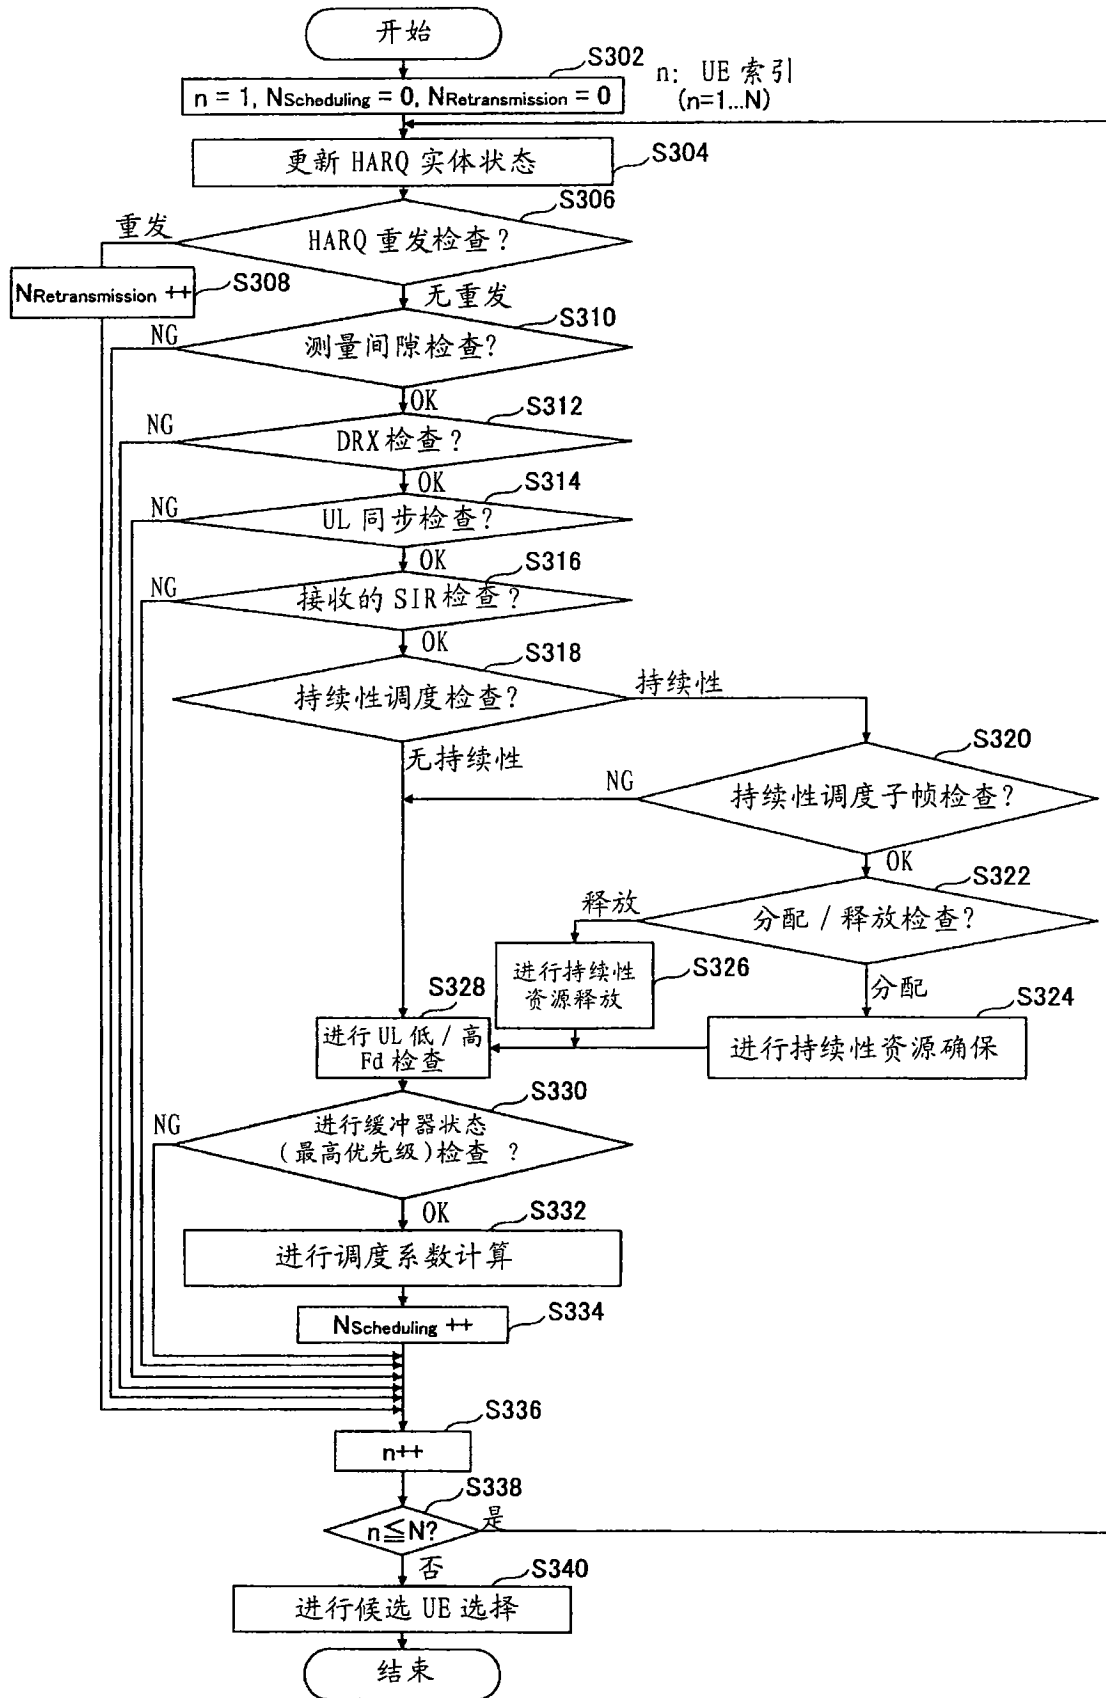 开始
S302
n = 1, NScheduling = 0, NRetransmission = 0
n: UE 索引
(n=1...N)
更新 HARQ 实体状态
S304
S306
重发
HARQ 重发检查?
NRetransmission ++
S308
无重发
S310
NG
测量间隙检查?
OK
S312
NG
DRX 检查?
OK
S314
NG
UL 同步检查?
OK
S316
NG
接收的 SIR 检查?
OK
S318
持续性调度检查?
持续性
无持续性
S320
NG
持续性调度子帧检查?
OK
S322
释放
分配 / 释放检查?
进行持续性
资源释放
S326
分配
S324
S328
进行 UL 低 / 高
Fd 检查
进行持续性资源确保
S330
NG
进行缓冲器状态
(最高优先级)检查 ?
OK
S332
进行调度系数计算
NScheduling ++
S334
S336
n++
S338
n≦N?
是
否
S340
进行候选 UE 选择
结束